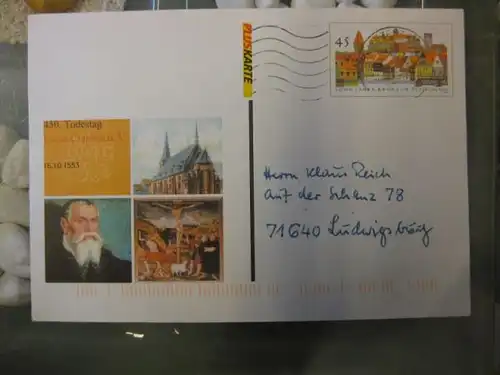 PLUSKARTE
45
450. Todestag
16.10.1553
Herrn Klaus Reich
Auf der Schanz 78
71640 Ludwigsburg